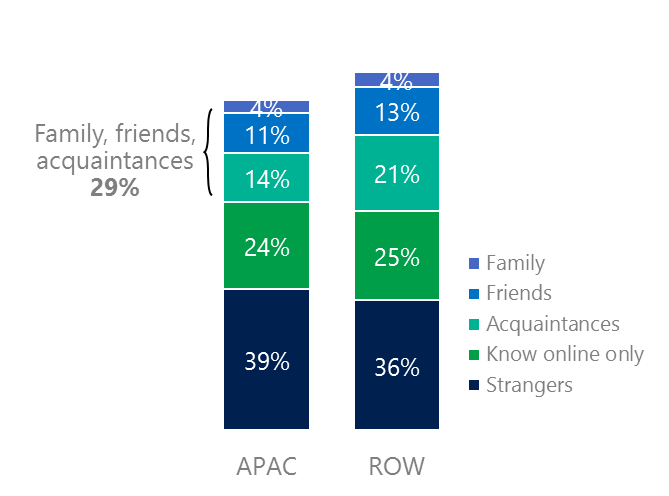 4%
4%
11%
13%
Family, friends,
acquaintances
29%
14%
21%
24%
25%
39%
36%
Family
Friends
Acquaintances
Know online only
Strangers
APAC
ROW